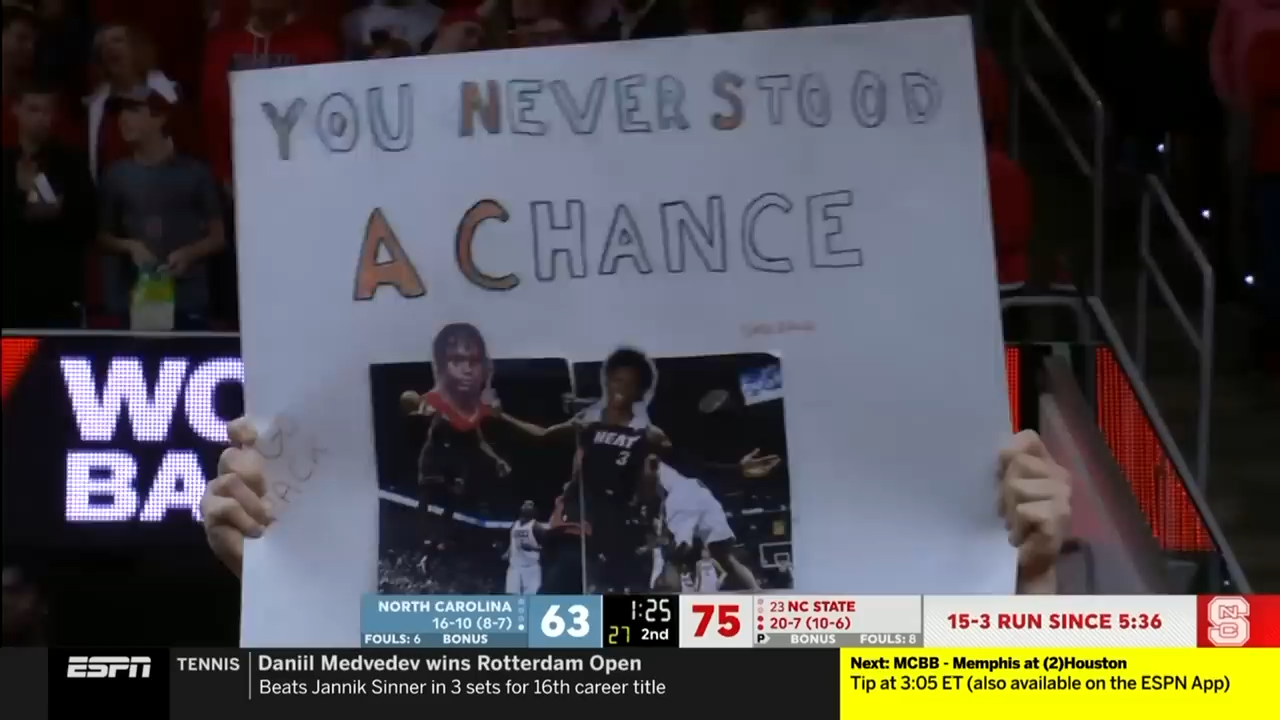 YOU NEVER STOOD
A CHANCE
GO
PACK
HEAT
3
WO
BA
NORTH CAROLINA
16-10 (8-7)
FOULS: 6 BONUS
63
1:25
27 2nd
75
23 NC STATE
20-7 (10-6)
P BONUS FOULS: 8
15-3 RUN SINCE 5:36
NCS
ESPN
TENNIS
Daniil Medvedev wins Rotterdam Open
Beats Jannik Sinner in 3 sets for 16th career title
Next: MCBB - Memphis at (2)Houston
Tip at 3:05 ET (also available on the ESPN App)